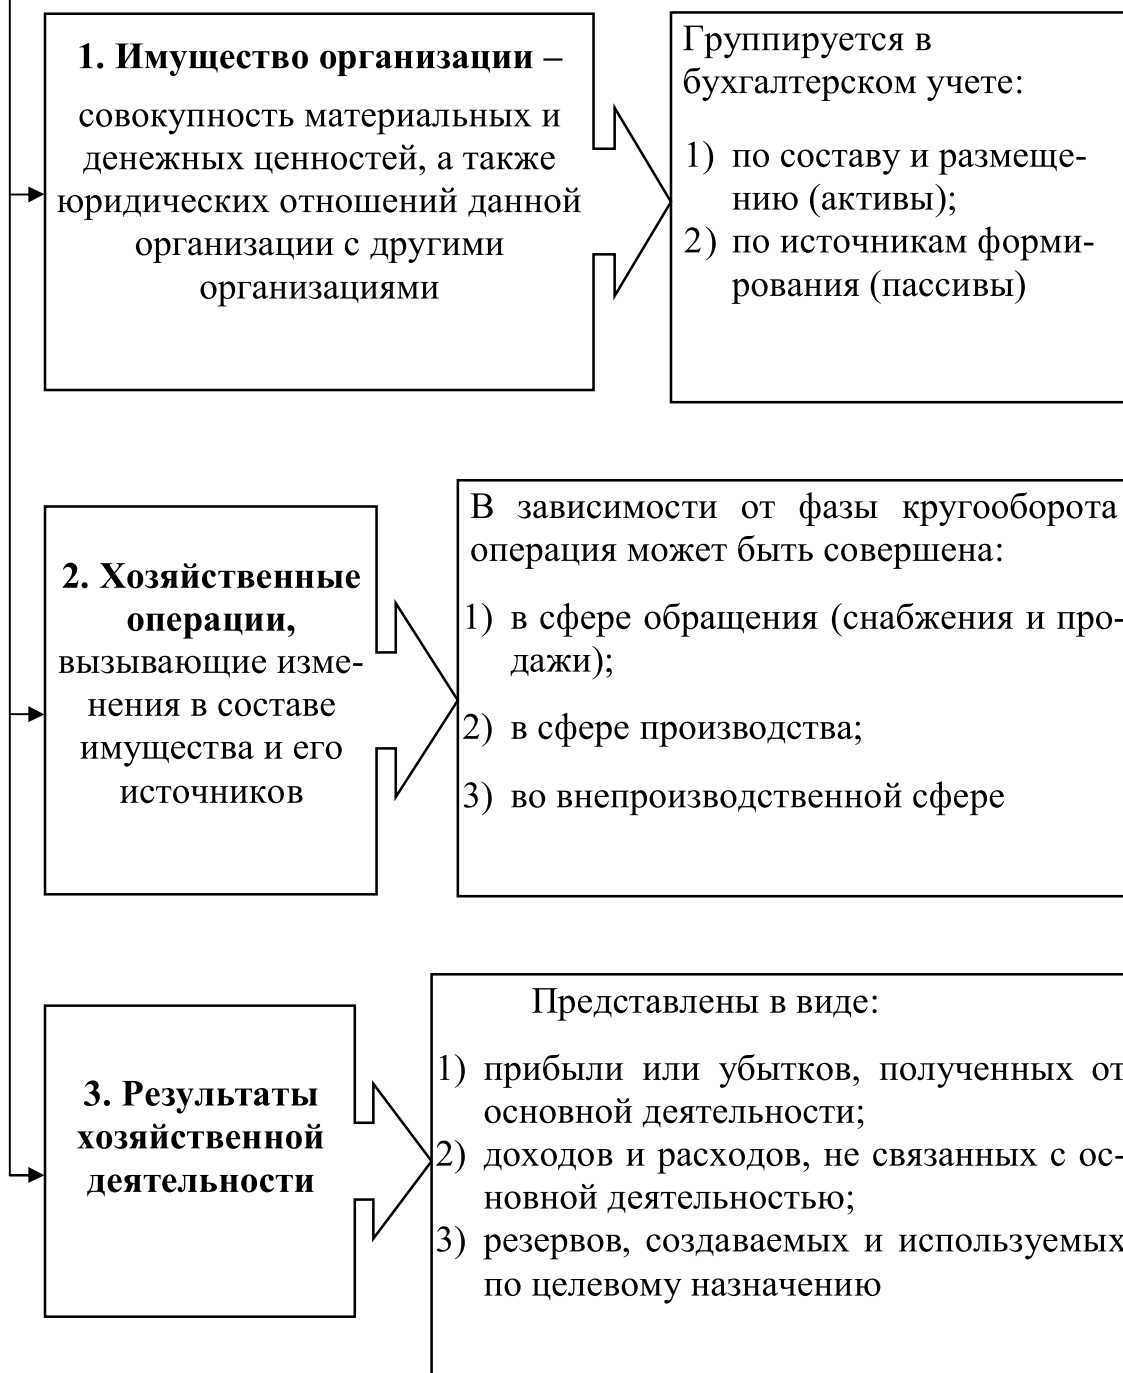 1. Имущество организации –
совокупность материальных и
денежных ценностей, а также
юридических отношений данной
организации с другими
организациями
Группируется в
бухгалтерском учете:
1) по составу и размеще-
нию (активы);
2) по источникам форми-
рования (пассивы)
2. Хозяйственные
операции,
вызывающие изме-
нения в составе
имущества и его
источников
В зависимости от фазы кругооборота
операция может быть совершена:
1) в сфере обращения (снабжения и про-
дажи);
2) в сфере производства;
3) во внепроизводственной сфере
3. Результаты
хозяйственной
деятельности
Представлены в виде:
1) прибыли или убытков, полученных от
основной деятельности;
2) доходов и расходов, не связанных с ос-
новной деятельностью;
3) резервов, создаваемых и используемых
по целевому назначению